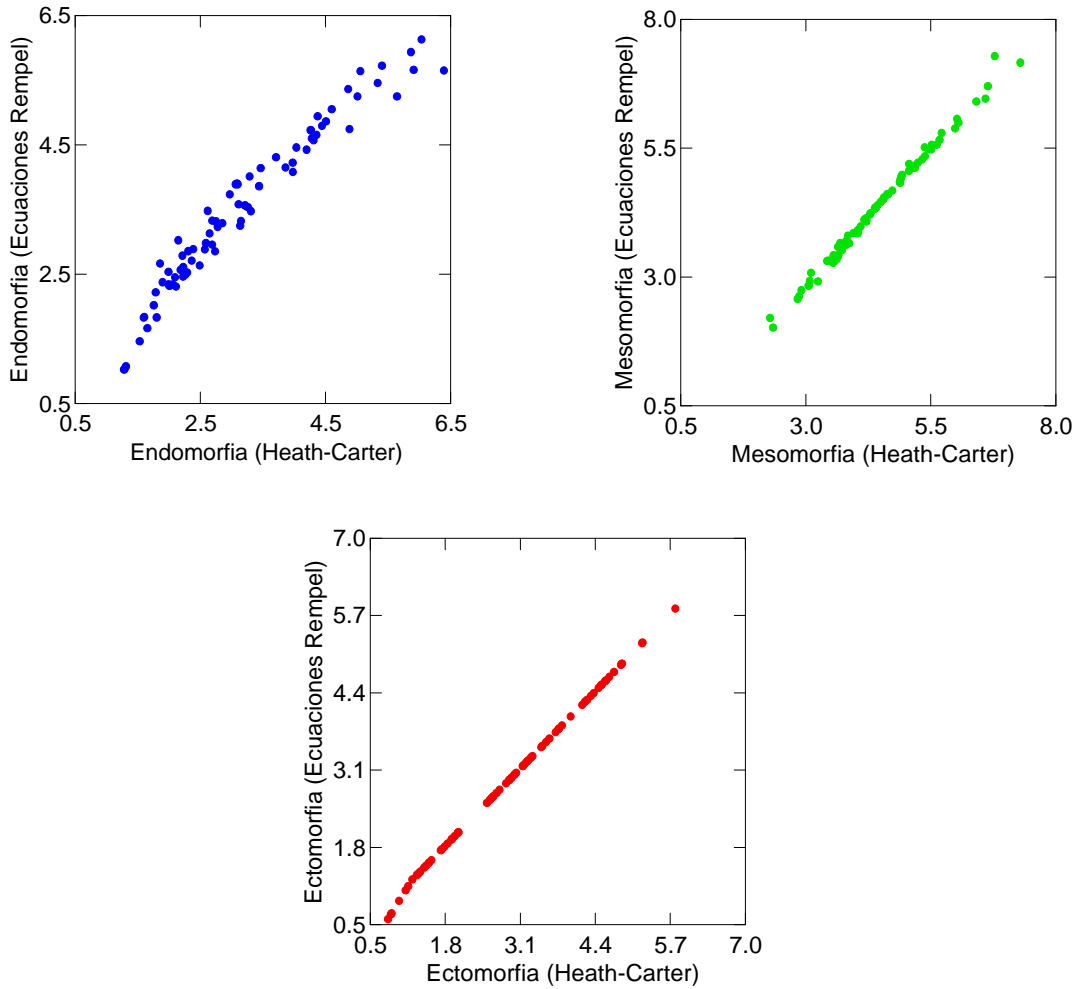 6.5
4.5
2.5
0.5
Endomorfia (Ecuaciones Rempel)
0.5 2.5 4.5 6.5
Endomorfia (Heath-Carter)
8.0
5.5
3.0
0.5
Mesomorfia (Ecuaciones Rempel)
0.5 3.0 5.5 8.0
Mesomorfia (Heath-Carter)
7.0
5.7
4.4
3.1
1.8
0.5
Ectomorfia (Ecuaciones Rempel)
0.5 1.8 3.1 4.4 5.7 7.0
Ectomorfia (Heath-Carter)